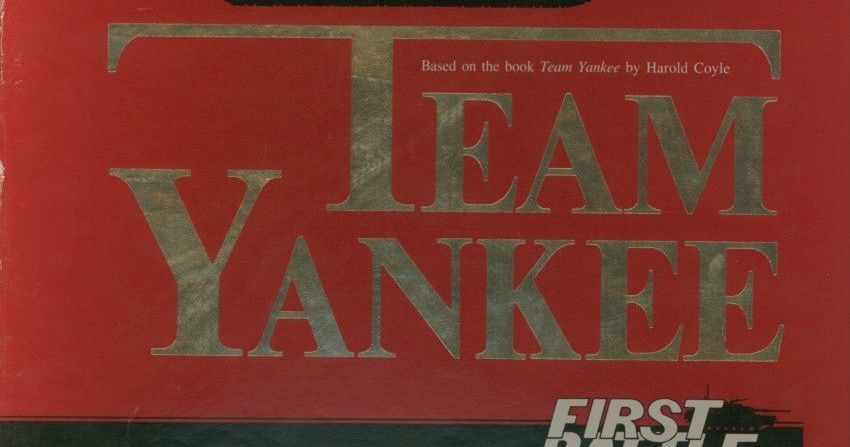 Based on the book Team Yankee by Harold Coyle
TEAM
YANKEE
FIRST